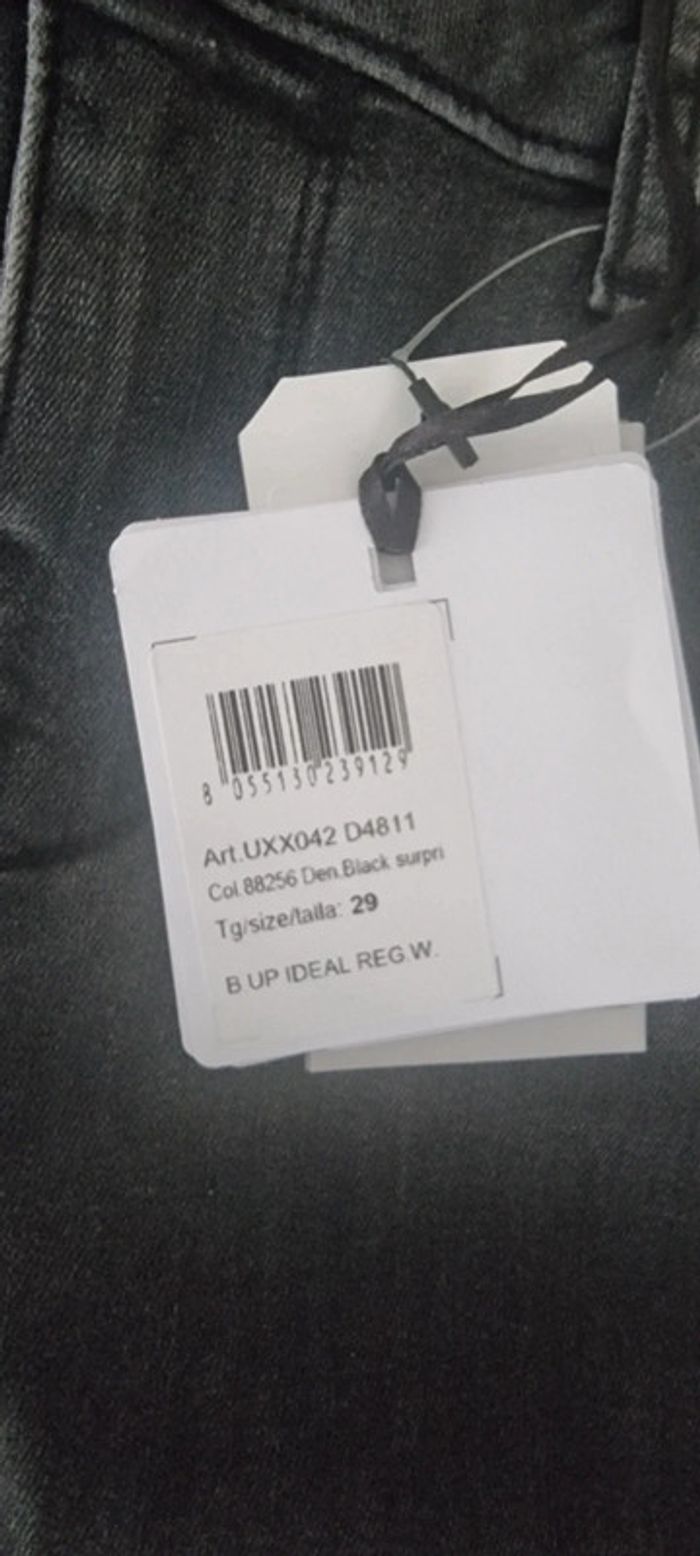 8 055130 239129
Art.UXX042 D4811
Col.88256 Den.Black surpri
Tg/size/talla: 29
B.UP IDEAL REG.W.